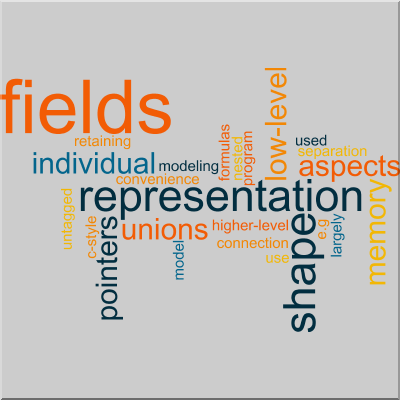 fields
retaining
individual
modeling
convenience
representation
unions
untagged
c-style
pointers
model
higher-level
connection
use
formulas
nested
program
low-level
used
separation
aspects
shape
e.g
largely
memory